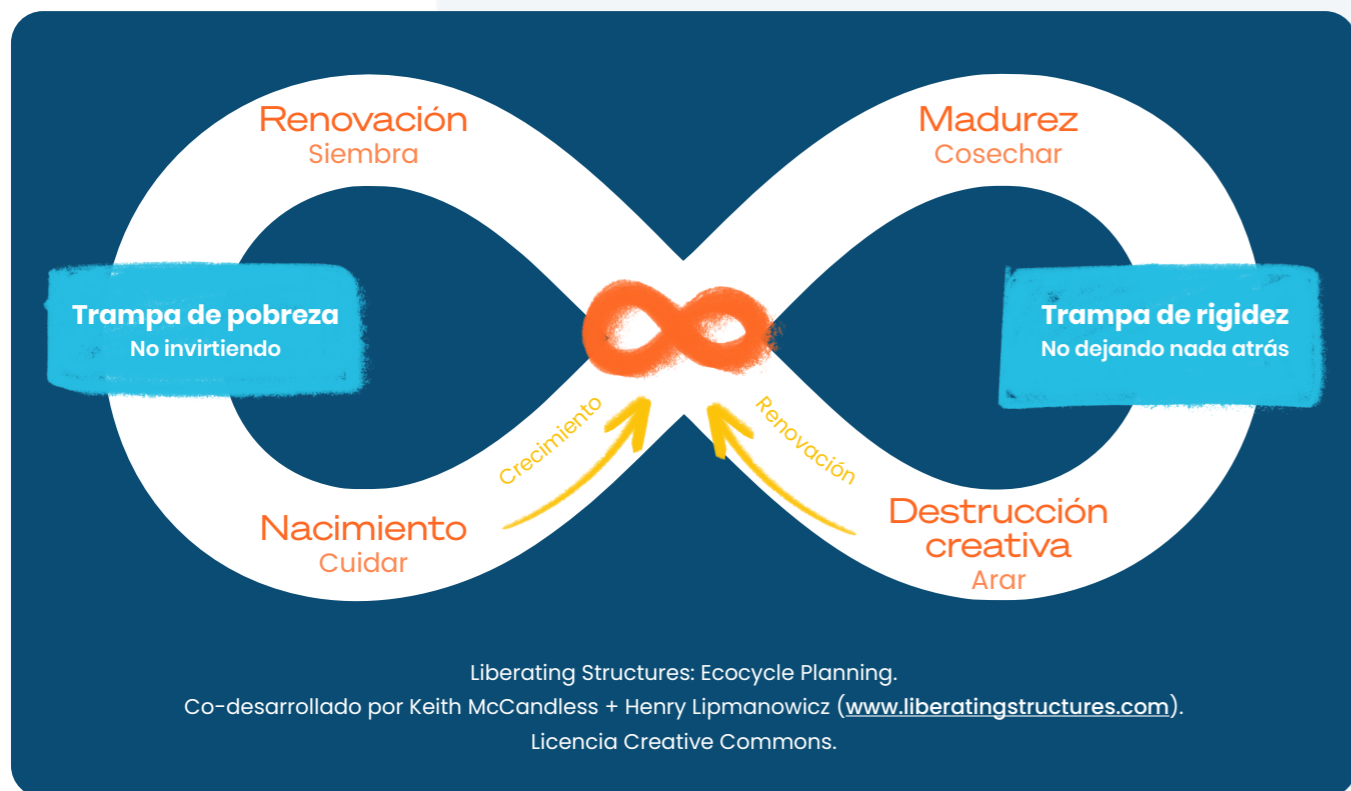 Renovación
Siembra
Madurez
Cosechar
Trampa de pobreza
No invirtiendo
Trampa de rigidez
No dejando nada atrás
Crecimiento
Renovación
Nacimiento
Cuidar
Destrucción
creativa
Arar
Liberating Structures: Ecocycle Planning.
Co-desarrollado por Keith McCandless + Henry Lipmanowicz (www.liberatingstructures.com).
Licencia Creative Commons.